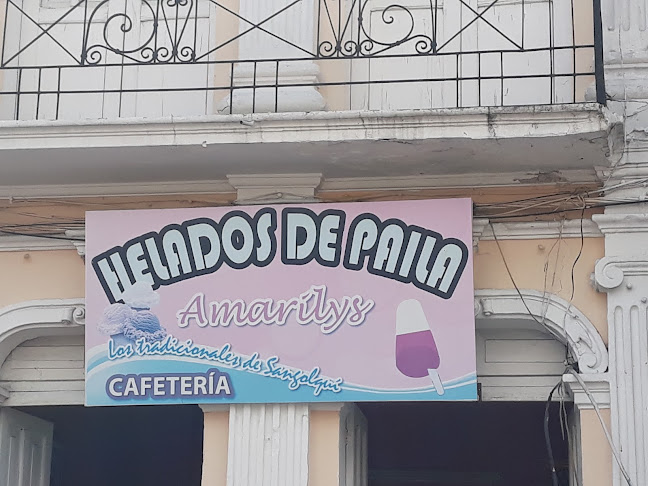 HELADOS DE PAILA
Amarilys
Los tradicionales de Sangolquí
CAFETERÍA